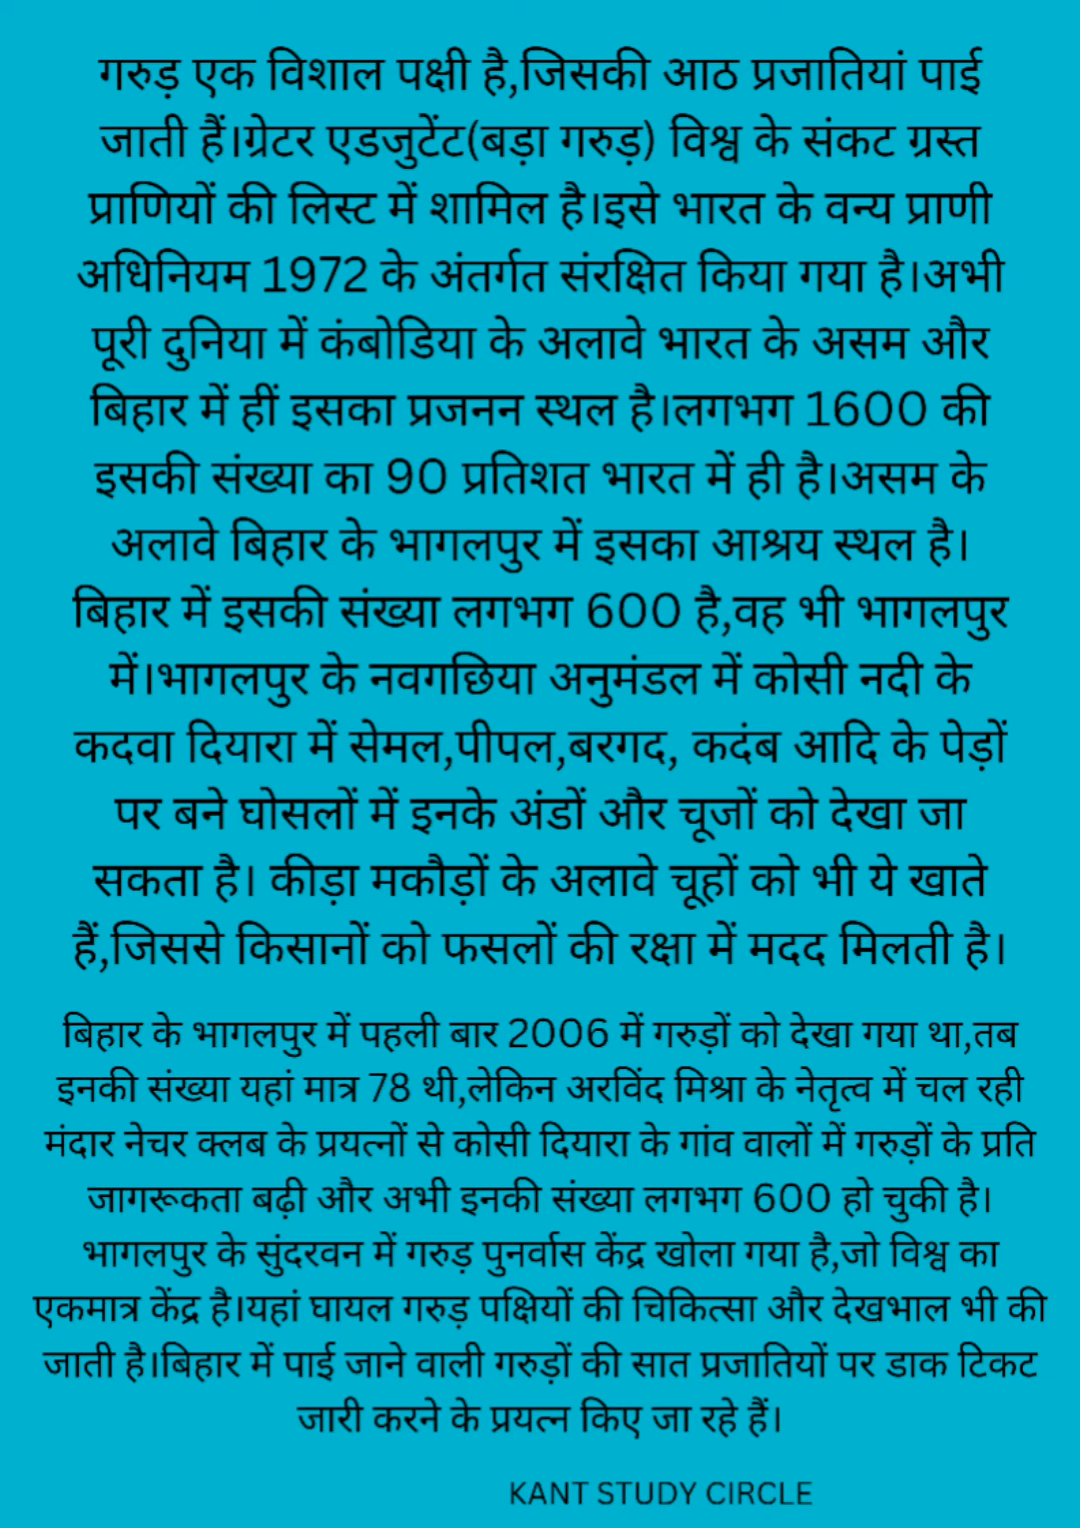 गरुड़ एक विशाल पक्षी है,जिसकी आठ प्रजातियां पाई
जाती हैं।ग्रेटर एडजुटेंट(बड़ा गरुड़) विश्व के संकट ग्रस्त
प्राणियों की लिस्ट में शामिल है।इसे भारत के वन्य प्राणी
अधिनियम 1972 के अंतर्गत संरक्षित किया गया है।अभी
पूरी दुनिया में कंबोडिया के अलावे भारत के असम और
बिहार में हीं इसका प्रजनन स्थल है।लगभग 1600 की
इसकी संख्या का 90 प्रतिशत भारत में ही है।असम के
अलावे बिहार के भागलपुर में इसका आश्रय स्थल है।
बिहार में इसकी संख्या लगभग 600 है,वह भी भागलपुर
में।भागलपुर के नवगछिया अनुमंडल में कोसी नदी के
कदवा दियारा में सेमल,पीपल,बरगद, कदंब आदि के पेड़ों
पर बने घोसलों में इनके अंडों और चूजों को देखा जा
सकता है। कीड़ा मकौड़ों के अलावे चूहों को भी ये खाते
हैं,जिससे किसानों को फसलों की रक्षा में मदद मिलती है।
बिहार के भागलपुर में पहली बार 2006 में गरुड़ों को देखा गया था,तब
इनकी संख्या यहां मात्र 78 थी,लेकिन अरविंद मिश्रा के नेतृत्व में चल रही
मंदार नेचर क्लब के प्रयत्नों से कोसी दियारा के गांव वालों में गरुड़ों के प्रति
जागरूकता बढ़ी और अभी इनकी संख्या लगभग 600 हो चुकी है।
भागलपुर के सुंदरवन में गरुड़ पुनर्वास केंद्र खोला गया है,जो विश्व का
एकमात्र केंद्र है।यहां घायल गरुड़ पक्षियों की चिकित्सा और देखभाल भी की
जाती है।बिहार में पाई जाने वाली गरुड़ों की सात प्रजातियों पर डाक टिकट
जारी करने के प्रयत्न किए जा रहे हैं।
KANT STUDY CIRCLE